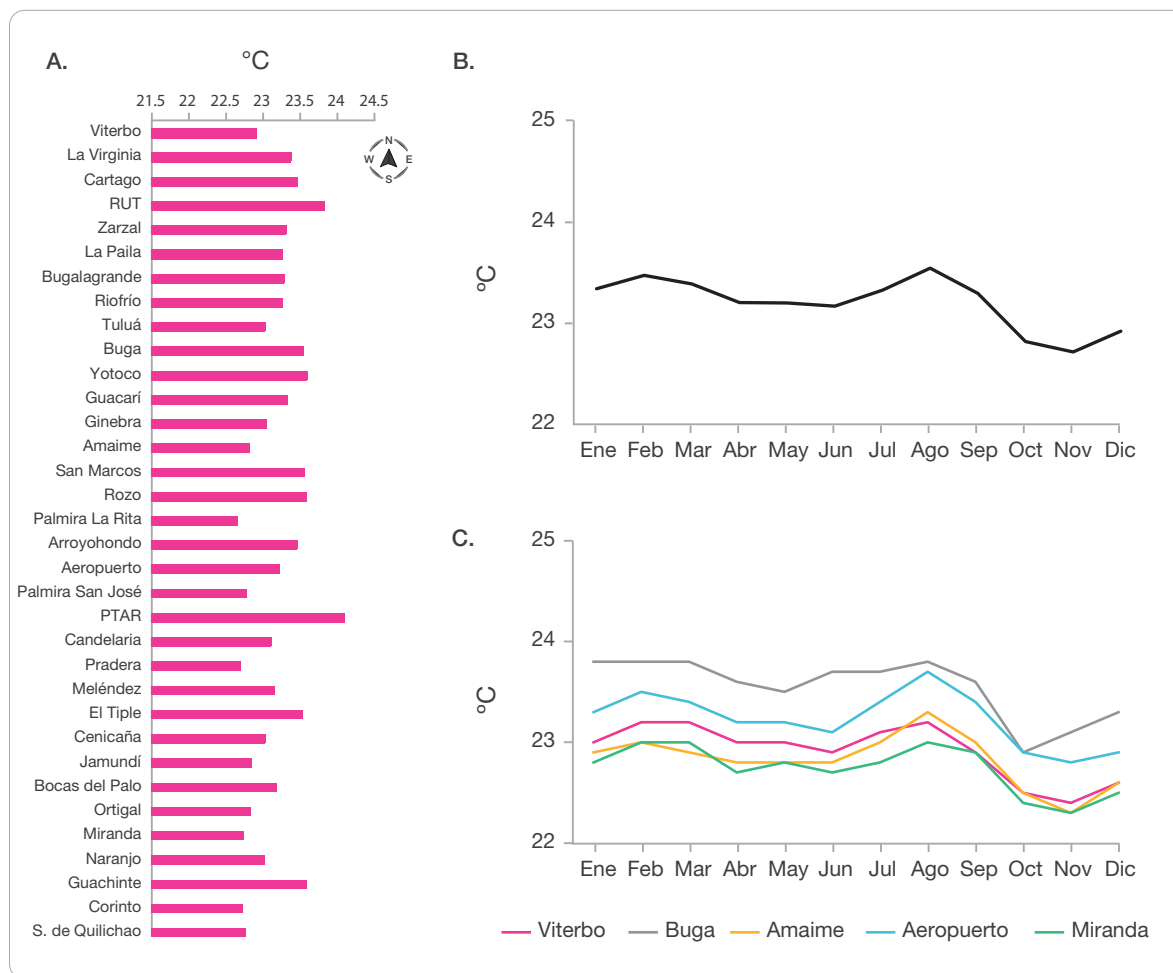 A.
°C
21.5 22 22.5 23 23.5 24 24.5
N
W E
S
Viterbo
La Virginia
Cartago
RUT
Zarzal
La Paila
Bugalagrande
Riofrío
Tuluá
Buga
Yotoco
Guacarí
Ginebra
Amaime
San Marcos
Rozo
Palmira La Rita
Arroyohondo
Aeropuerto
Palmira San José
PTAR
Candelaria
Pradera
Meléndez
El Tiple
Cenicaña
Jamundí
Bocas del Palo
Ortigal
Miranda
Naranjo
Guachinte
Corinto
S. de Quilichao
B.
25
24
°C
23
22
Ene Feb Mar Abr May Jun Jul Ago Sep Oct Nov Dic
C.
25
24
°C
23
22
Ene Feb Mar Abr May Jun Jul Ago Sep Oct Nov Dic
Viterbo Buga Amaime Aeropuerto Miranda